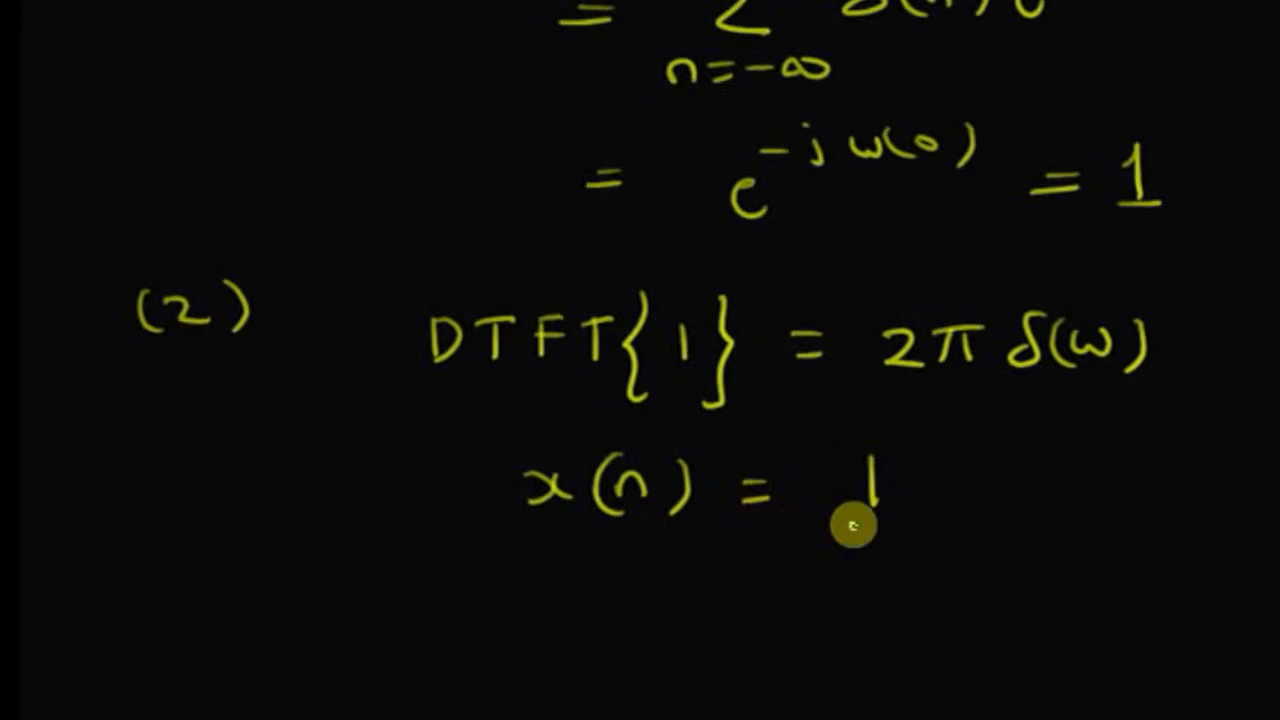 = Σ δ(n) e
n=-∞
= e^{-jω(0)} = 1
(2) DTFT{1} = 2π δ(ω)
x(n) = 1